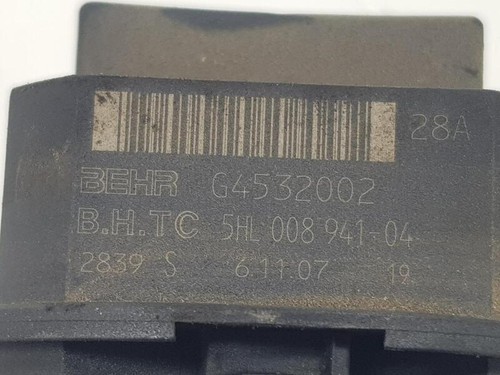 28A
BEHR G4532002
B.H.TC 5HL 008 941-04
2839 S 6.11.07 19